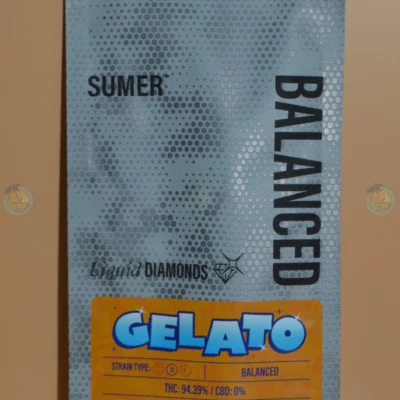 SUMER
BALANCED
Liquid DIAMONDS
GELATO
STRAIN TYPE: H
BALANCED
THC: 94.39% / CBD: 0%